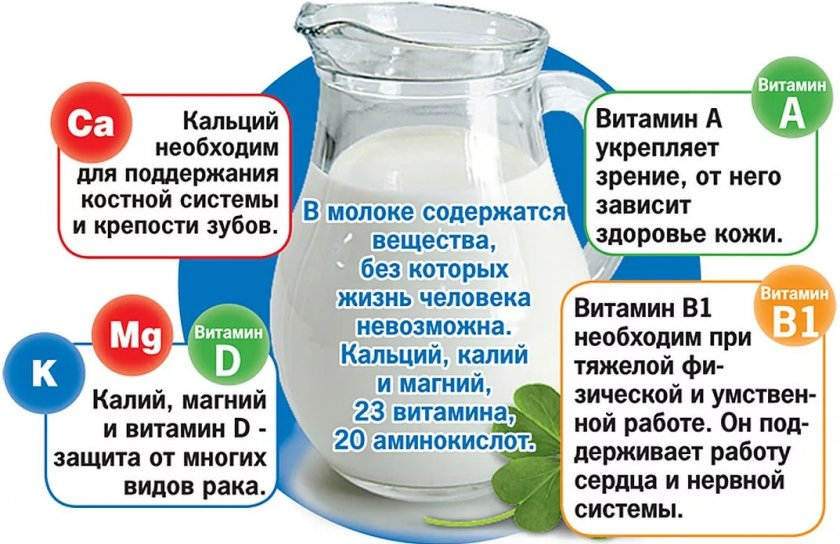 Ca
Кальций
необходим
для поддержания
костной системы
и крепости зубов.
Витамин
A
Витамин А
укрепляет
зрение, от него
зависит
здоровье кожи.
В молоке содержатся
вещества,
без которых
жизнь человека
невозможна.
Кальций, калий
и магний,
23 витамина,
20 аминокислот.
K
Mg
Витамин
D
Калий, магний
и витамин D -
защита от многих
видов рака.
Витамин
B1
Витамин В1
необходим при
тяжелой фи-
зической и умствен-
ной работе. Он под-
держивает работу
сердца и нервной
системы.